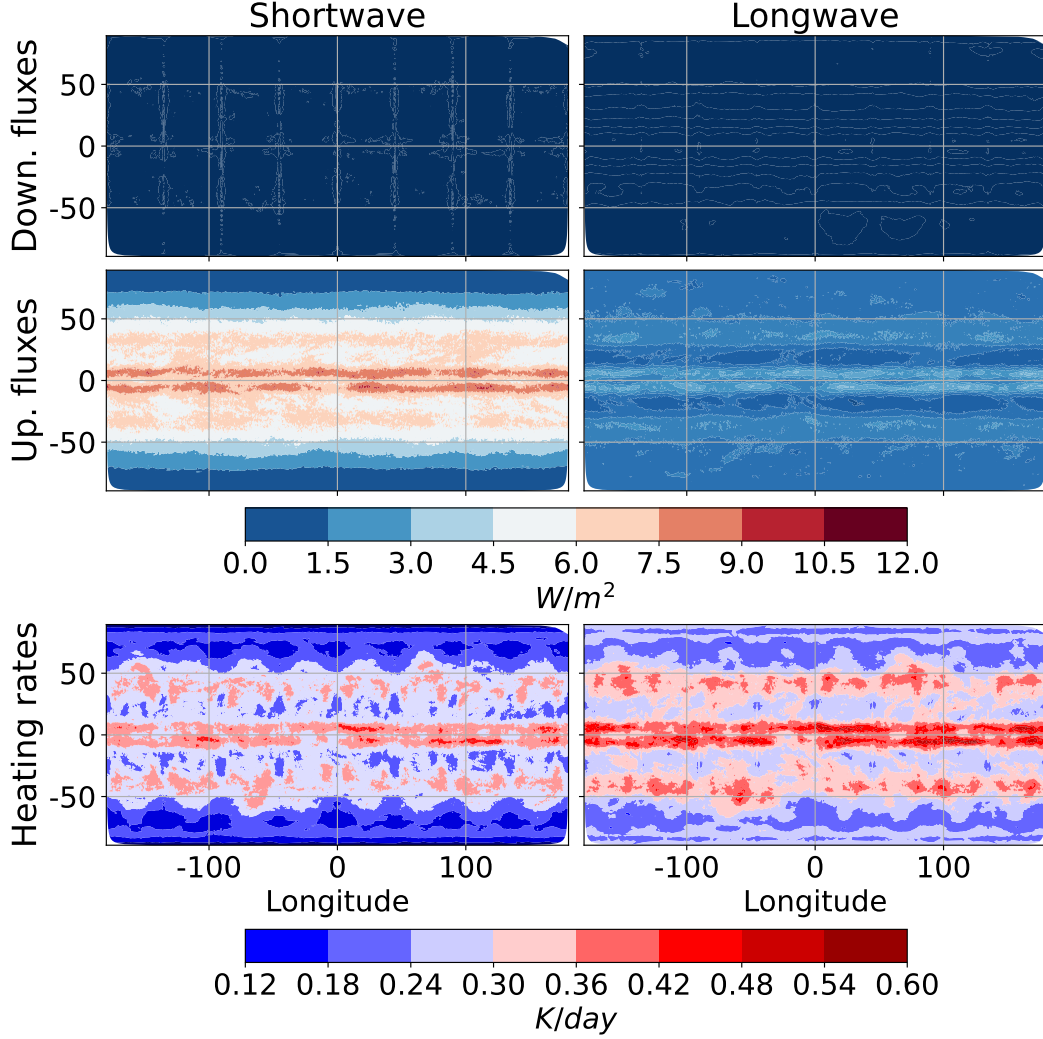 Shortwave Longwave
Down. fluxes
50
0
-50
Up. fluxes
50
0
-50
0.0 1.5 3.0 4.5 6.0 7.5 9.0 10.5 12.0
W/m²
Heating rates
50
0
-50
-100 0 100 -100 0 100
Longitude Longitude
0.12 0.18 0.24 0.30 0.36 0.42 0.48 0.54 0.60
K/day